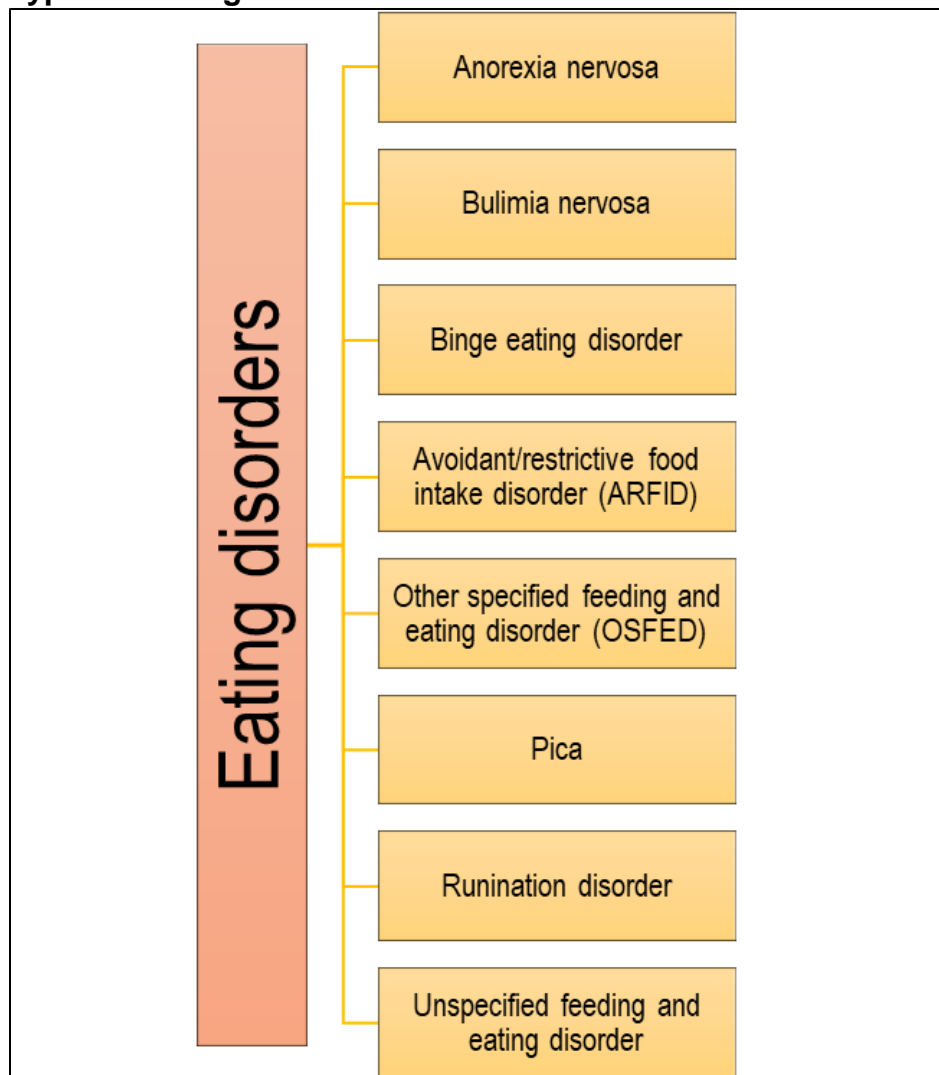 Eating disorders
Anorexia nervosa
Bulimia nervosa
Binge eating disorder
Avoidant/restrictive food
intake disorder (ARFID)
Other specified feeding and
eating disorder (OSFED)
Pica
Runination disorder
Unspecified feeding and
eating disorder